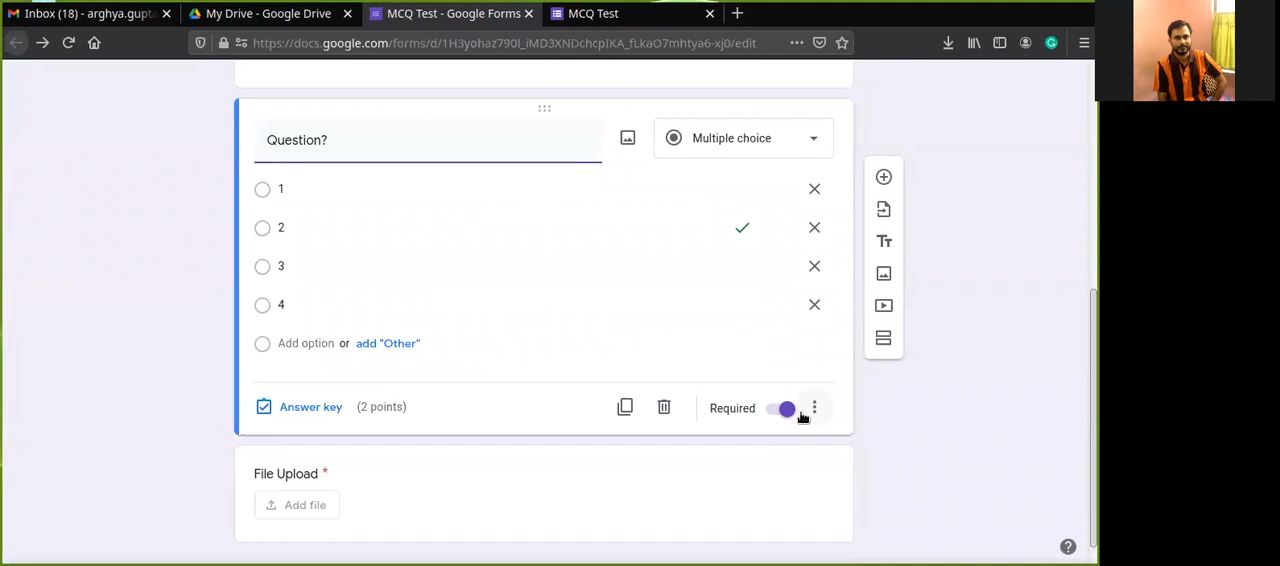 Inbox (18) - arghya.gupta
My Drive - Google Drive
MCQ Test - Google Forms
MCQ Test
https://docs.google.com/forms/d/1H3yohaz790l_iMD3XNDchcpIKA_fLkaO7mhtya6-xj0/edit
Question?
Multiple choice
1
2
3
4
Add option or add "Other"
Answer key (2 points)
Required
File Upload *
Add file